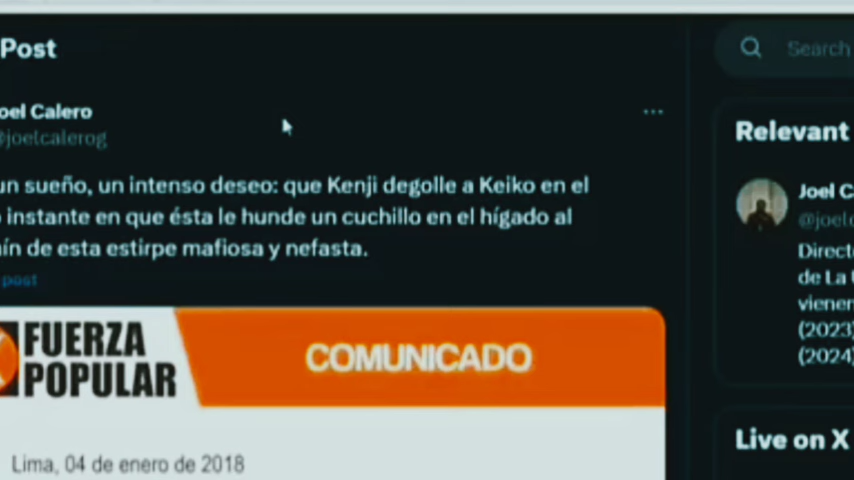 Post
oel Calero
@joelcalerog
un sueño, un intenso deseo: que Kenji degolle a Keiko en el
instante en que ésta le hunde un cuchillo en el hígado al
de esta estirpe mafiosa y nefasta.
post
FUERZA
POPULAR
COMUNICADO
Lima, 04 de enero de 2018
Search
Relevant
Joel C
@joelc
Direct
de La
viener
(2023)
(2024)
Live on X